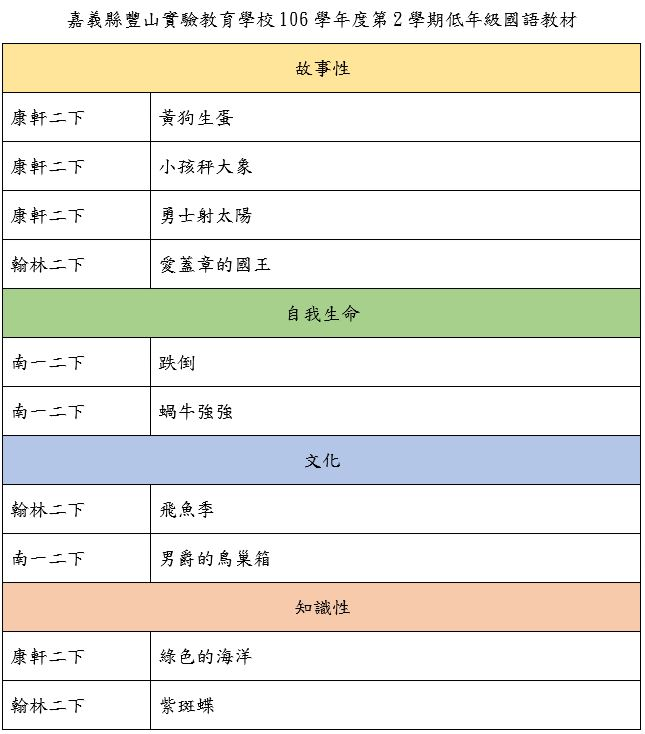 嘉義縣豐山實驗教育學校106學年度第2學期低年級國語教材
故事性
康軒二下 黃狗生蛋
康軒二下 小孩秤大象
康軒二下 勇士射太陽
翰林二下 愛蓋章的國王
自我生命
南一二下 跌倒
南一二下 蝸牛強強
文化
翰林二下 飛魚季
南一二下 男爵的鳥巢箱
知識性
康軒二下 綠色的海洋
翰林二下 紫斑蝶